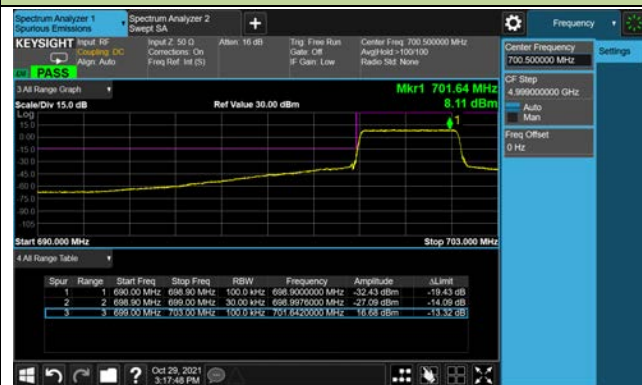 Spectrum Analyzer 1
Spurious Emissions
Spectrum Analyzer 2
Swept SA
+
Frequency
KEYSIGHT
Input: RF
Coupling: DC
Align: Auto
Input Z: 50 Ω
Corrections: On
Freq Ref: Int (S)
Atten: 16 dB
Trig: Free Run
Gate: Off
IF Gain: Low
Center Freq: 700.500000 MHz
Avg|Hold:>100/100
Radio Std: None
PASS
Center Frequency
700.500000 MHz
Settings
CF Step
4.999000000 GHz
Auto
Man
Freq Offset
0 Hz
3 All Range Graph
Mkr1 701.64 MHz
8.11 dBm
Scale/Div 15.0 dB
Ref Value 30.00 dBm
Log
15.0
0.00
-15.0
-30.0
-45.0
-60.0
-75.0
-90.0
-105
1
Start 690.000 MHz
Stop 703.000 MHz
4 All Range Table
Spur Range Start Freq Stop Freq RBW Frequency Amplitude ΔLimit
1 1 690.00 MHz 698.90 MHz 100.0 kHz 698.9000000 MHz -32.43 dBm -19.43 dB
2 2 698.90 MHz 699.00 MHz 30.00 kHz 698.9976000 MHz -27.09 dBm -14.09 dB
3 3 699.00 MHz 703.00 MHz 100.0 kHz 701.6420000 MHz 16.68 dBm -13.32 dB
?
Oct 29, 2021
3:17:48 PM